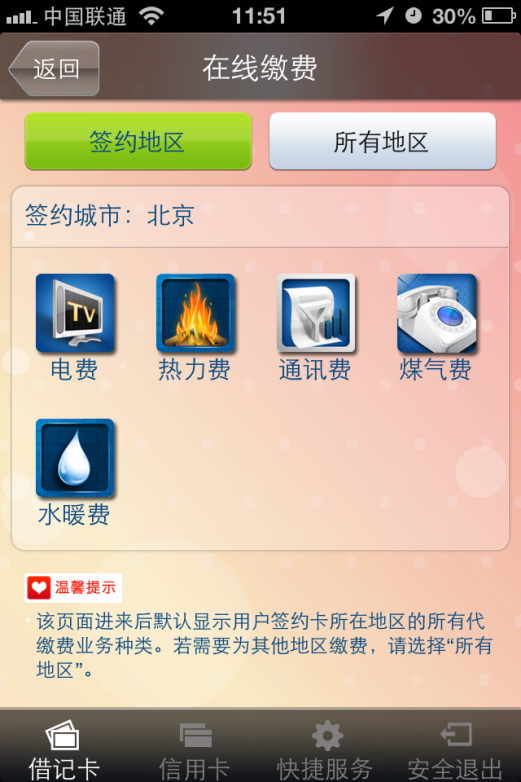 中国联通 11:51 30%
返回 在线缴费
签约地区 所有地区
签约城市：北京
TV
电费 热力费 通讯费 煤气费
水暖费
温馨提示
该页面进来后默认显示用户签约卡所在地区的所有代
缴费业务种类。若需要为其他地区缴费，请选择“所有
地区”。
借记卡 信用卡 快捷服务 安全退出